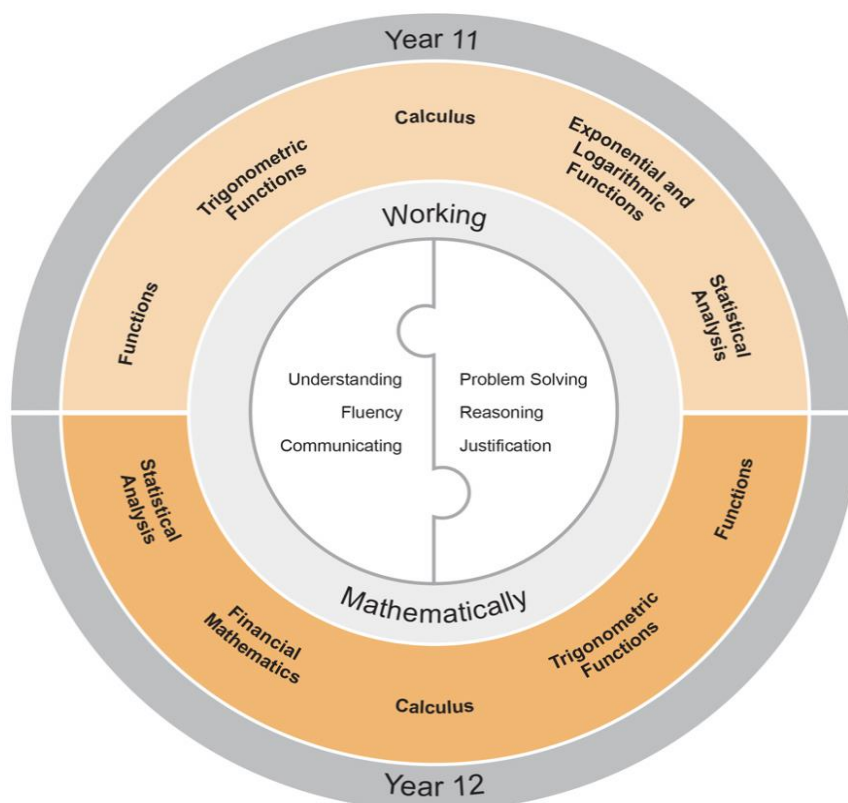 Year 11
Functions
Trigonometric
Functions
Calculus
Exponential and
Logarithmic
Functions
Statistical
Analysis
Working
Understanding
Fluency
Communicating
Problem Solving
Reasoning
Justification
Mathematically
Statistical
Analysis
Financial
Mathematics
Calculus
Trigonometric
Functions
Functions
Year 12